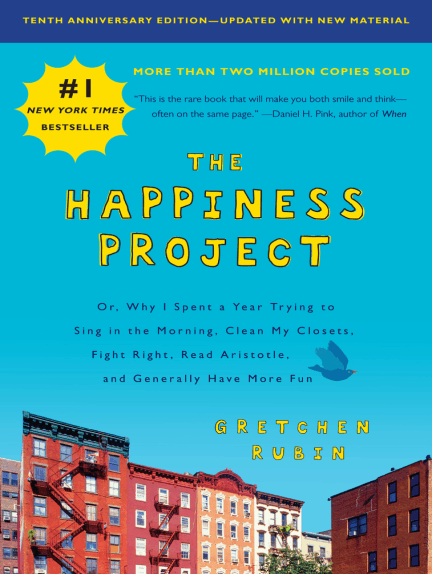 TENTH ANNIVERSARY EDITION—UPDATED WITH NEW MATERIAL
MORE THAN TWO MILLION COPIES SOLD
#1
NEW YORK TIMES
BESTSELLER
“This is the rare book that will make you both smile and think—
often on the same page.” —Daniel H. Pink, author of When
THE
HAPPINESS
PROJECT
Or, Why I Spent a Year Trying to
Sing in the Morning, Clean My Closets,
Fight Right, Read Aristotle,
and Generally Have More Fun
GRETCHEN
RUBIN